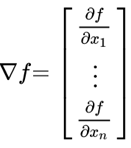 ∇f = [ ∂f/∂x₁
⋮
∂f/∂xₙ ]